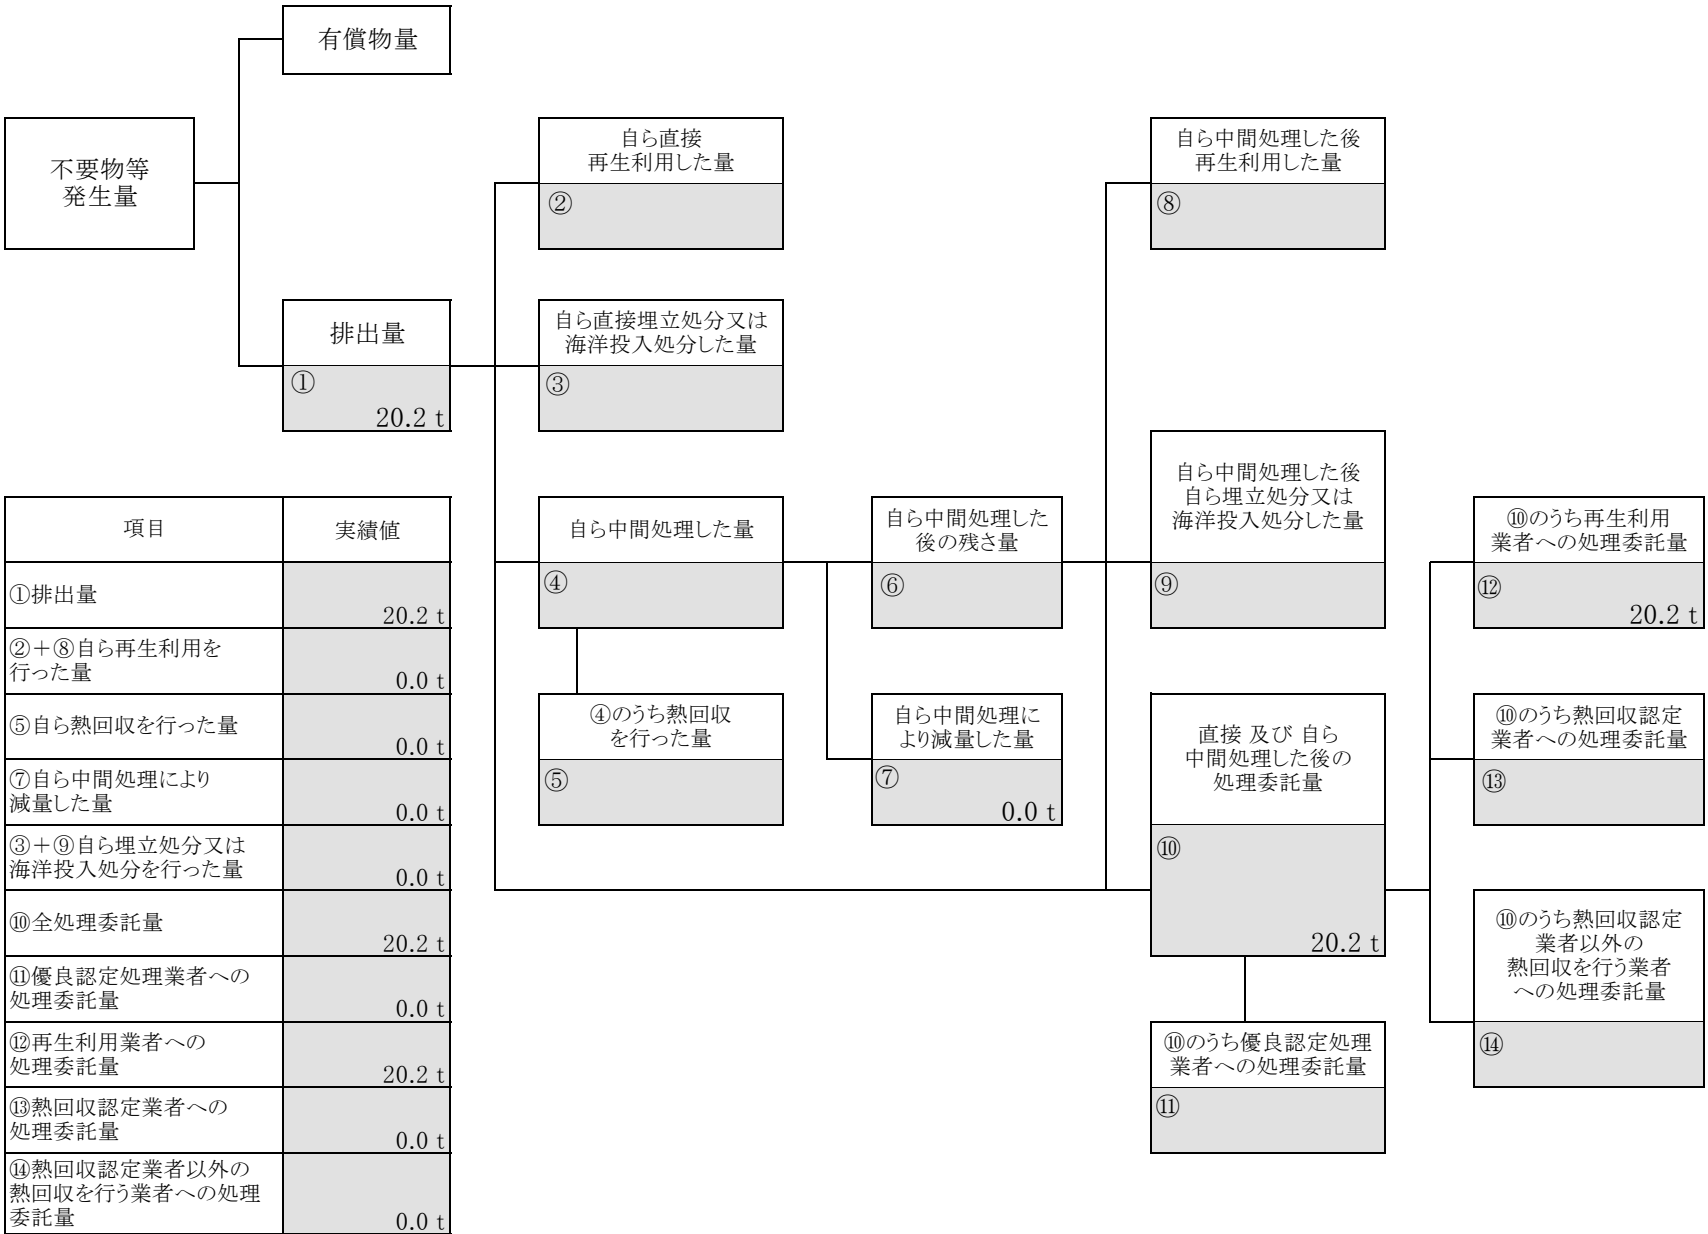 有償物量
不要物等
発生量
自ら直接
再生利用した量
②
自ら中間処理した後
再生利用した量
⑧
排出量
①
20.2 t
自ら直接埋立処分又は
海洋投入処分した量
③
自ら中間処理した量
④
自ら中間処理した
後の残さ量
⑥
自ら中間処理した後
自ら埋立処分又は
海洋投入処分した量
⑨
⑩のうち再生利用
業者への処理委託量
⑫
20.2 t
④のうち熱回収
を行った量
⑤
自ら中間処理に
より減量した量
⑦
0.0 t
直接 及び 自ら
中間処理した後の
処理委託量
⑩
20.2 t
⑩のうち熱回収認定
業者への処理委託量
⑬
⑩のうち熱回収認定
業者以外の
熱回収を行う業者
への処理委託量
⑭
⑩のうち優良認定処理
業者への処理委託量
⑪
項目 実績値
①排出量
20.2 t
②＋⑧自ら再生利用を
行った量
0.0 t
⑤自ら熱回収を行った量
0.0 t
⑦自ら中間処理により
減量した量
0.0 t
③＋⑨自ら埋立処分又は
海洋投入処分を行った量
0.0 t
⑩全処理委託量
20.2 t
⑪優良認定処理業者への
処理委託量
0.0 t
⑫再生利用業者への
処理委託量
20.2 t
⑬熱回収認定業者への
処理委託量
0.0 t
⑭熱回収認定業者以外の
熱回収を行う業者への処理
委託量
0.0 t